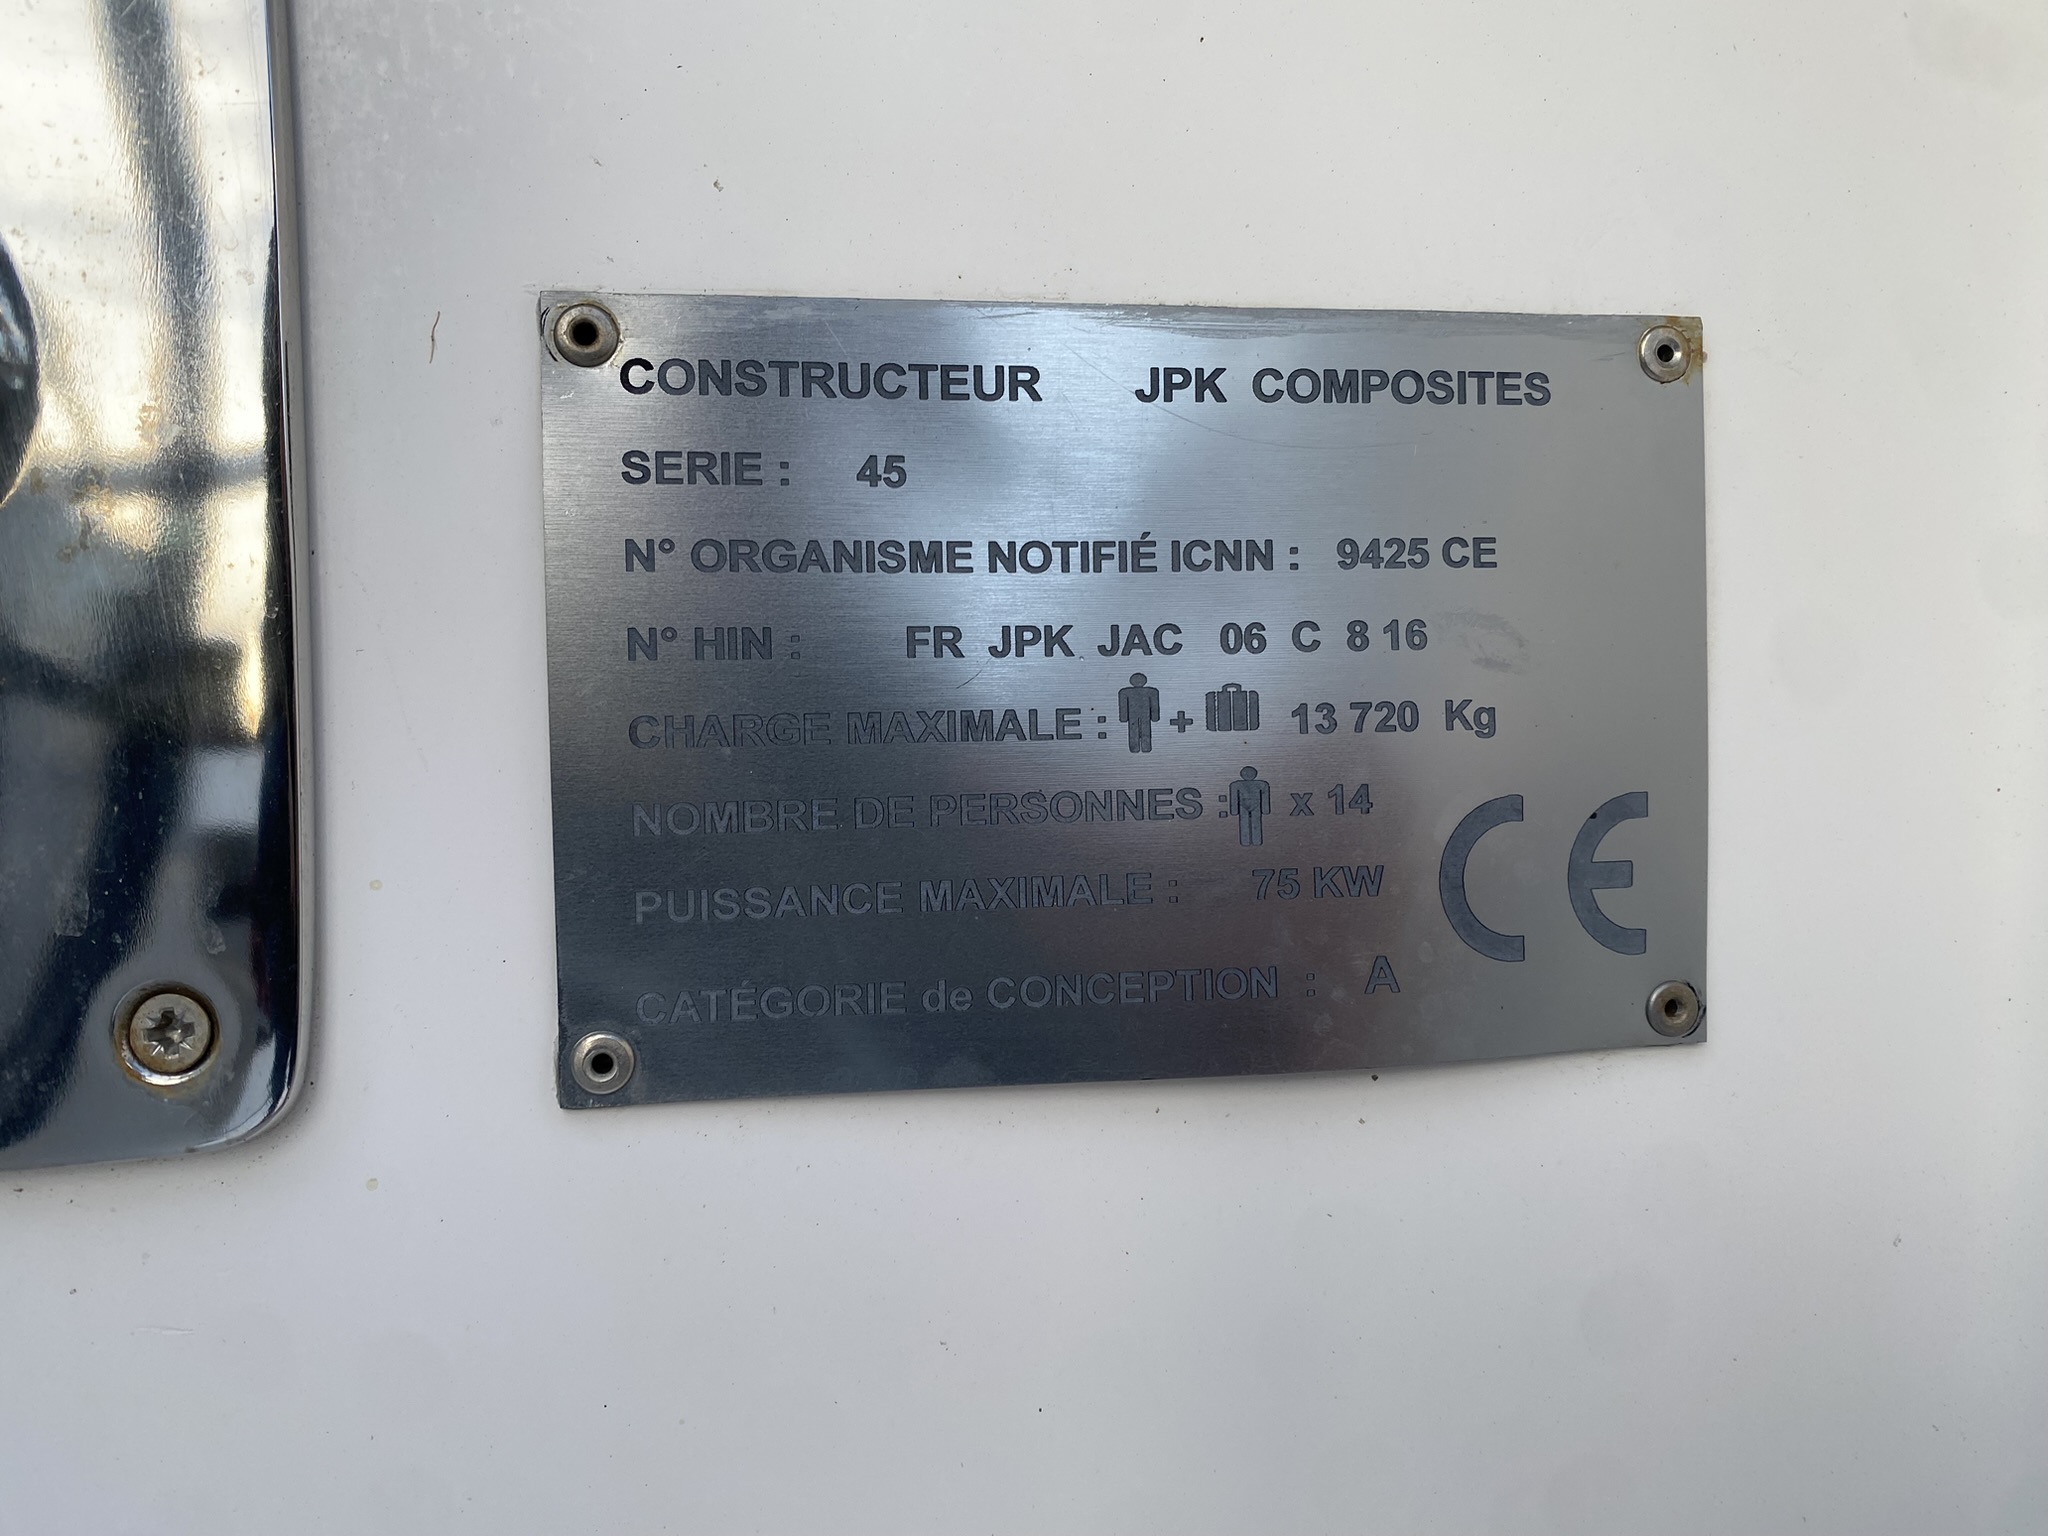 CONSTRUCTEUR JPK COMPOSITES
SERIE : 45
N° ORGANISME NOTIFIÉ ICNN : 9425 CE
N° HIN : FR JPK JAC 06 C 8 16
CHARGE MAXIMALE : + 13 720 Kg
NOMBRE DE PERSONNES : x 14
PUISSANCE MAXIMALE : 75 KW
CATÉGORIE de CONCEPTION : A
CE